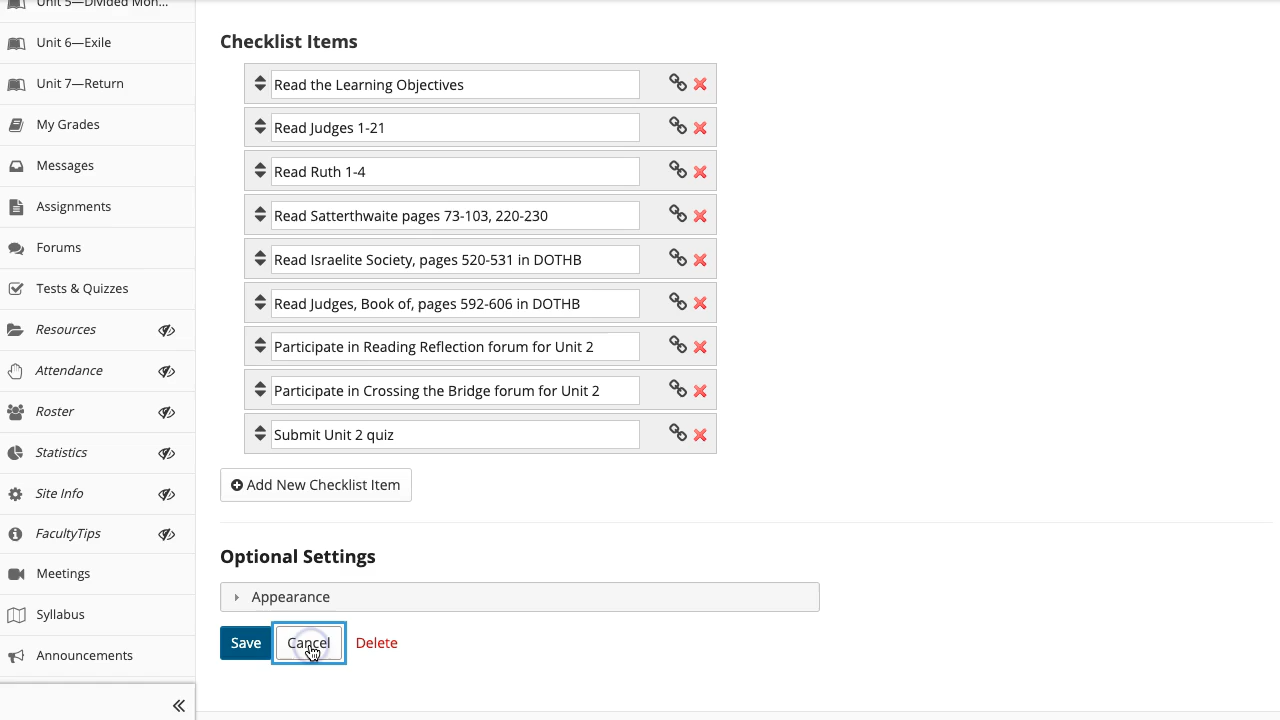 Unit 5—Divided Mon...
Unit 6—Exile
Unit 7—Return
My Grades
Messages
Assignments
Forums
Tests & Quizzes
Resources
Attendance
Roster
Statistics
Site Info
FacultyTips
Meetings
Syllabus
Announcements
Checklist Items
Read the Learning Objectives
Read Judges 1-21
Read Ruth 1-4
Read Satterthwaite pages 73-103, 220-230
Read Israelite Society, pages 520-531 in DOTHB
Read Judges, Book of, pages 592-606 in DOTHB
Participate in Reading Reflection forum for Unit 2
Participate in Crossing the Bridge forum for Unit 2
Submit Unit 2 quiz
Add New Checklist Item
Optional Settings
Appearance
Save Cancel Delete